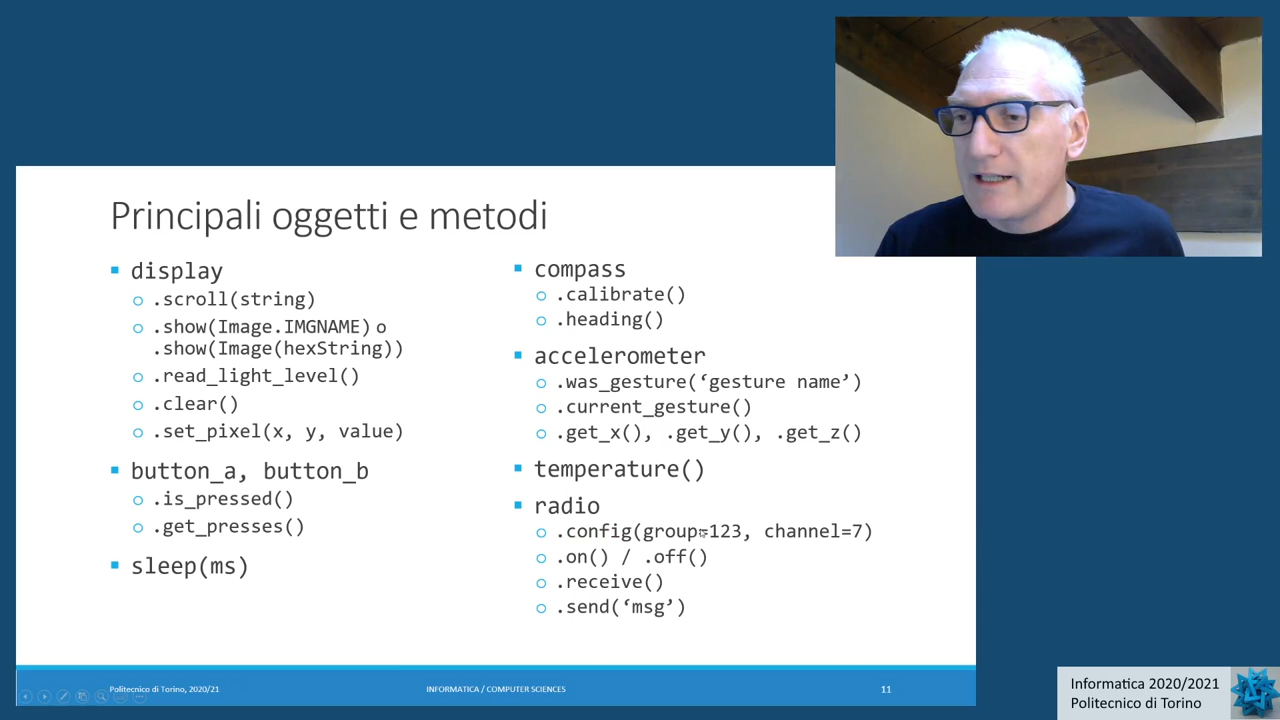 Principali oggetti e metodi
display
.scroll(string)
.show(Image.IMGNAME) o
.show(Image(hexString))
.read_light_level()
.clear()
.set_pixel(x, y, value)
button_a, button_b
.is_pressed()
.get_presses()
sleep(ms)
compass
.calibrate()
.heading()
accelerometer
.was_gesture(‘gesture name’)
.current_gesture()
.get_x(), .get_y(), .get_z()
temperature()
radio
.config(group=123, channel=7)
.on() / .off()
.receive()
.send(‘msg’)
Politecnico di Torino, 2020/21
INFORMATICA / COMPUTER SCIENCES
11
Informatica 2020/2021
Politecnico di Torino